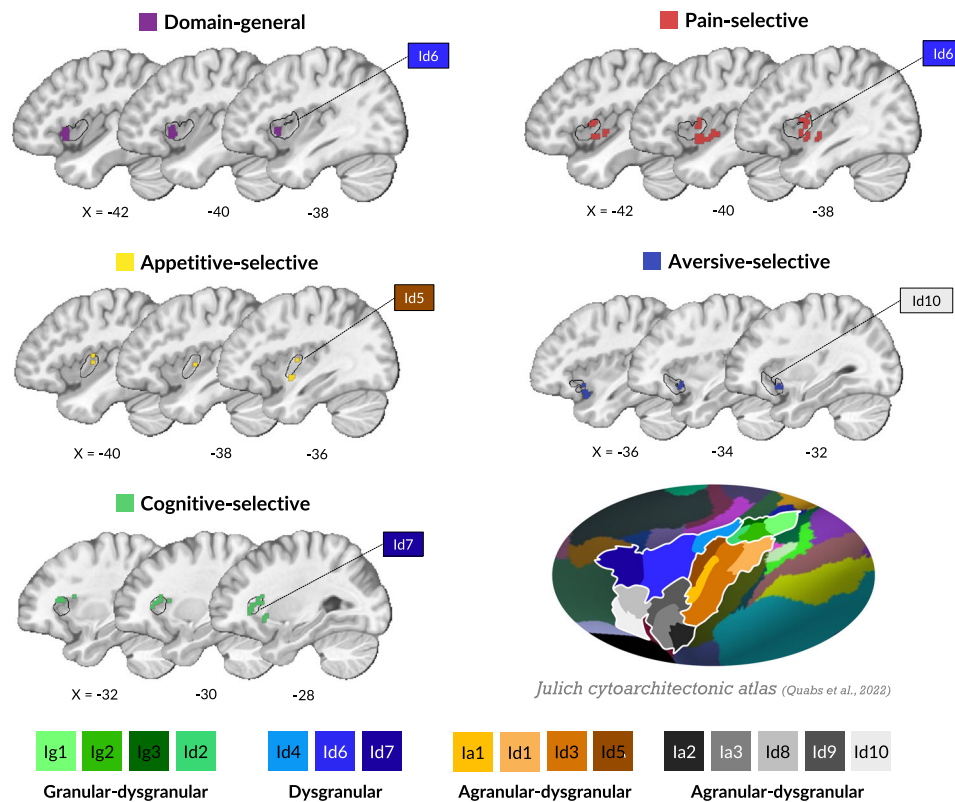 Domain-general
Id6
X = -42 -40 -38
Pain-selective
Id6
X = -42 -40 -38
Appetitive-selective
Id5
X = -40 -38 -36
Aversive-selective
Id10
X = -36 -34 -32
Cognitive-selective
Id7
X = -32 -30 -28
Julich cytoarchitectonic atlas (Quabs et al., 2022)
Ig1 Ig2 Ig3 Id2
Granular-dysgranular
Id4 Id6 Id7
Dysgranular
Ia1 Id1 Id3 Id5
Agranular-dysgranular
Ia2 Ia3 Id8 Id9 Id10
Agranular-dysgranular